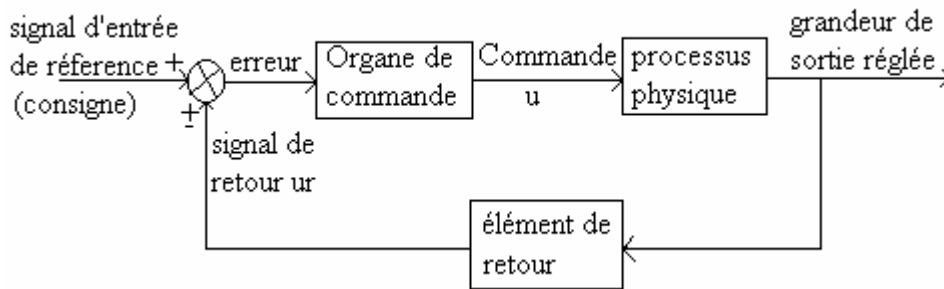 signal d'entrée
de réference +
(consigne)
±
erreur
Organe de
commande
Commande
u
processus
physique
grandeur de
sortie réglée
signal de
retour ur
élément de
retour